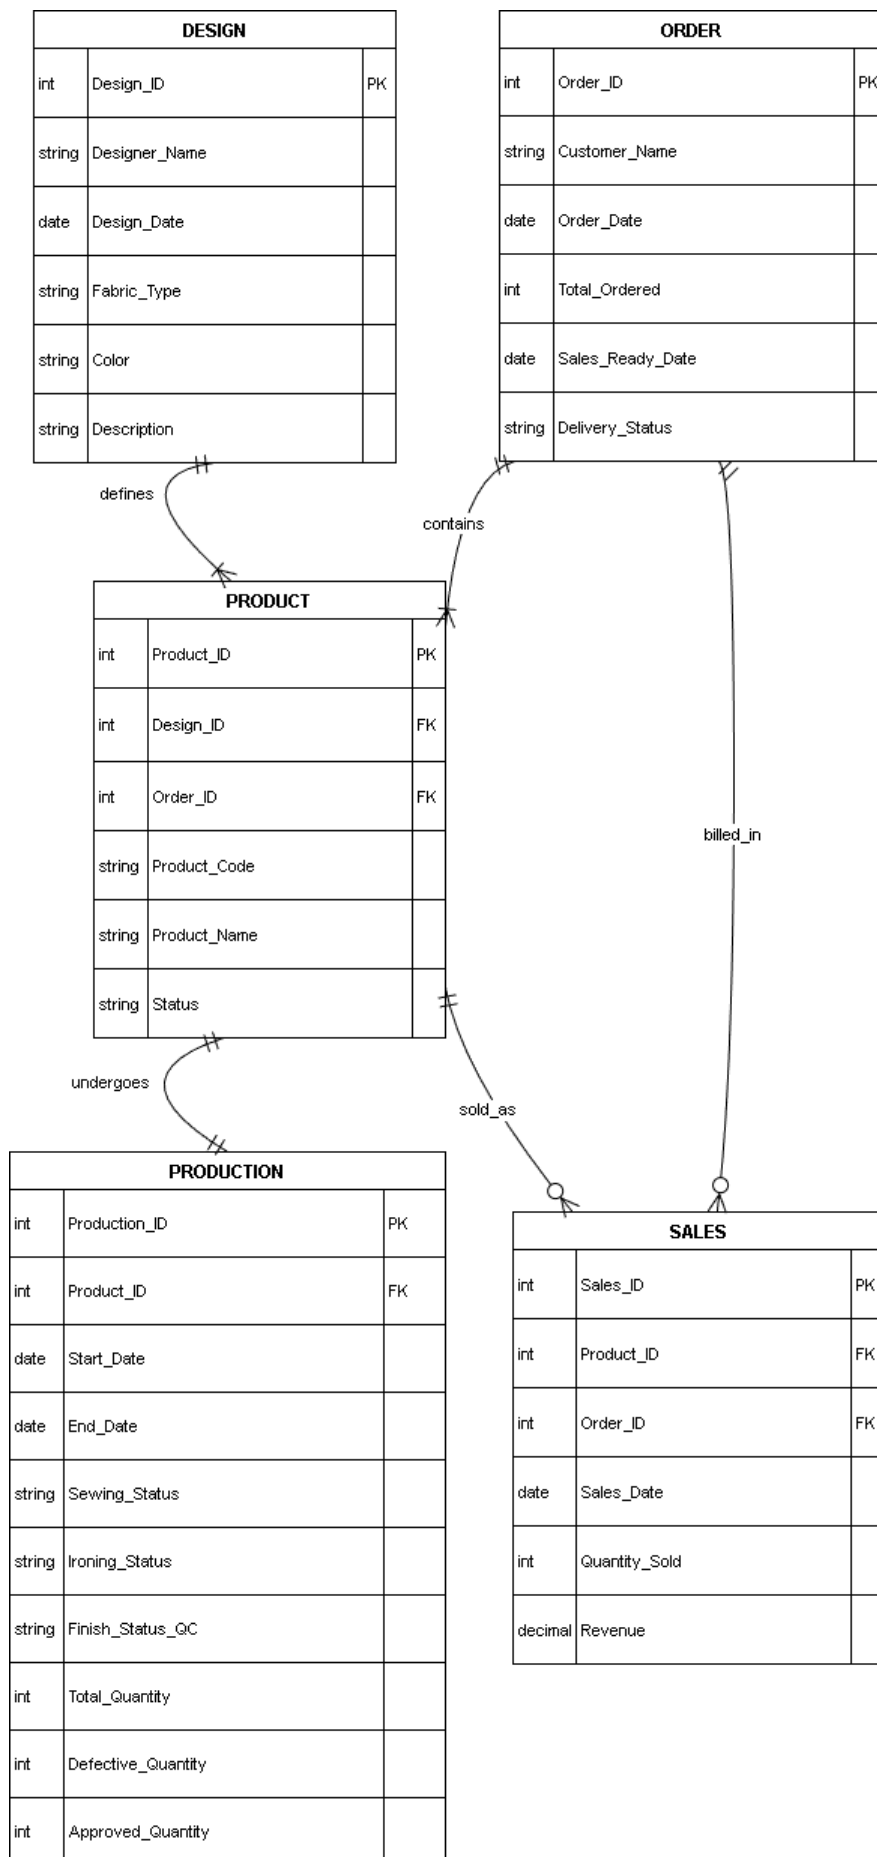 DESIGN
int Design_ID PK
string Designer_Name
date Design_Date
string Fabric_Type
string Color
string Description
ORDER
int Order_ID PK
string Customer_Name
date Order_Date
int Total_Ordered
date Sales_Ready_Date
string Delivery_Status
defines
contains
PRODUCT
int Product_ID PK
int Design_ID FK
int Order_ID FK
string Product_Code
string Product_Name
string Status
billed_in
undergoes
sold_as
PRODUCTION
int Production_ID PK
int Product_ID FK
date Start_Date
date End_Date
string Sewing_Status
string Ironing_Status
string Finish_Status_QC
int Total_Quantity
int Defective_Quantity
int Approved_Quantity
SALES
int Sales_ID PK
int Product_ID FK
int Order_ID FK
date Sales_Date
int Quantity_Sold
decimal Revenue